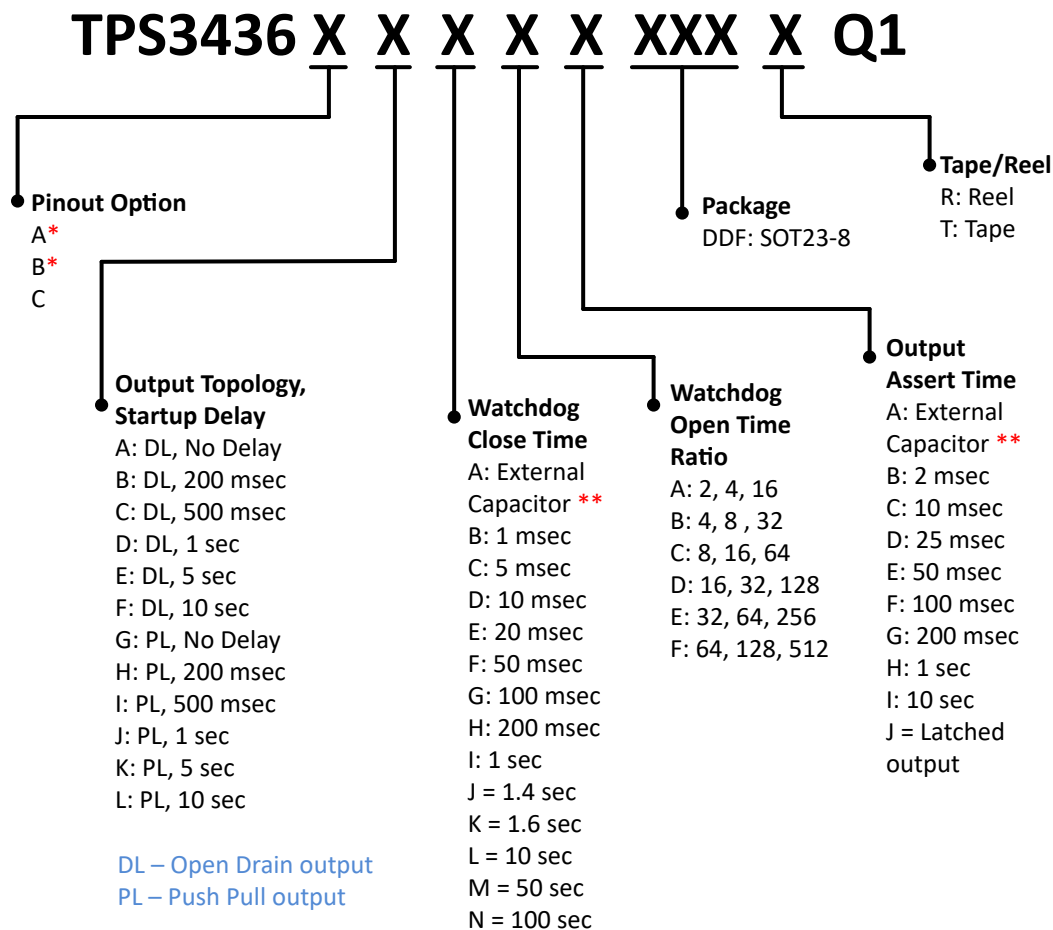 TPS3436 X X X X X XXX X Q1
Pinout Option
A*
B*
C
Output Topology,
Startup Delay
A: DL, No Delay
B: DL, 200 msec
C: DL, 500 msec
D: DL, 1 sec
E: DL, 5 sec
F: DL, 10 sec
G: PL, No Delay
H: PL, 200 msec
I: PL, 500 msec
J: PL, 1 sec
K: PL, 5 sec
L: PL, 10 sec
DL – Open Drain output
PL – Push Pull output
Watchdog
Close Time
A: External
Capacitor **
B: 1 msec
C: 5 msec
D: 10 msec
E: 20 msec
F: 50 msec
G: 100 msec
H: 200 msec
I: 1 sec
J = 1.4 sec
K = 1.6 sec
L = 10 sec
M = 50 sec
N = 100 sec
Watchdog
Open Time
Ratio
A: 2, 4, 16
B: 4, 8 , 32
C: 8, 16, 64
D: 16, 32, 128
E: 32, 64, 256
F: 64, 128, 512
Output
Assert Time
A: External
Capacitor **
B: 2 msec
C: 10 msec
D: 25 msec
E: 50 msec
F: 100 msec
G: 200 msec
H: 1 sec
I: 10 sec
J = Latched
output
Package
DDF: SOT23-8
Tape/Reel
R: Reel
T: Tape